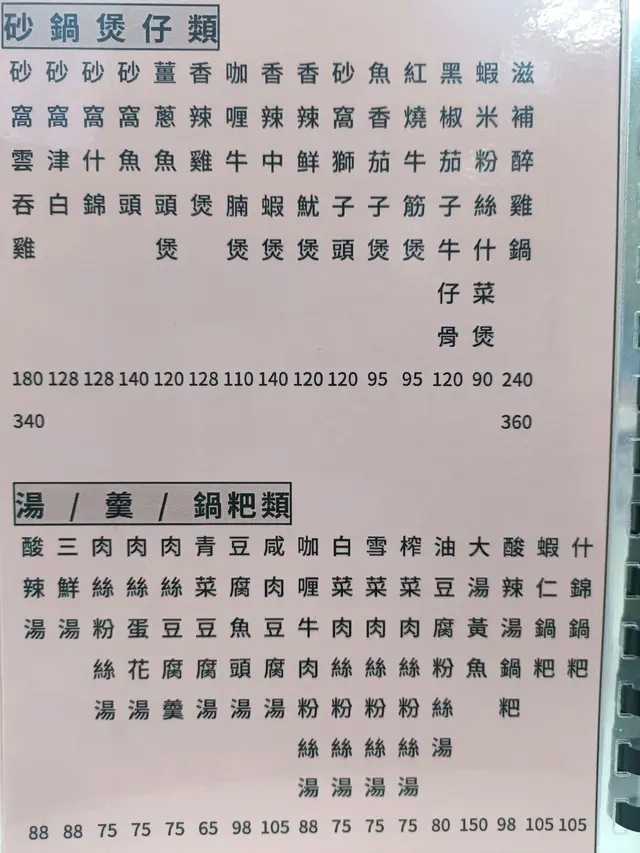 砂鍋煲仔類
砂窩雲吞雞
砂窩津白
砂窩什錦
砂窩魚頭
薑蔥魚頭煲
香辣雞煲
咖喱牛腩煲
香辣中蝦煲
香辣鮮魷煲
砂窩獅子頭
魚香茄子煲
紅燒牛筋煲
黑椒茄子牛仔骨
蝦米粉絲什菜煲
滋補醉雞鍋
180 128 128 140 120 128 110 140 120 120 95 95 120 90 240
340 360
湯 / 羹 / 鍋粑類
酸辣湯
三鮮湯
肉絲粉絲湯
肉絲蛋花湯
肉絲豆腐羹
青菜豆腐湯
豆腐魚頭湯
咸肉豆腐湯
咖喱牛肉粉絲湯
白菜肉絲粉絲湯
雪菜肉絲粉絲湯
榨菜肉絲粉絲湯
油豆腐粉絲湯
大湯黃魚
酸辣湯鍋粑
蝦仁鍋粑
什錦鍋粑
88 88 75 75 75 65 98 105 88 75 75 75 80 150 98 105 105